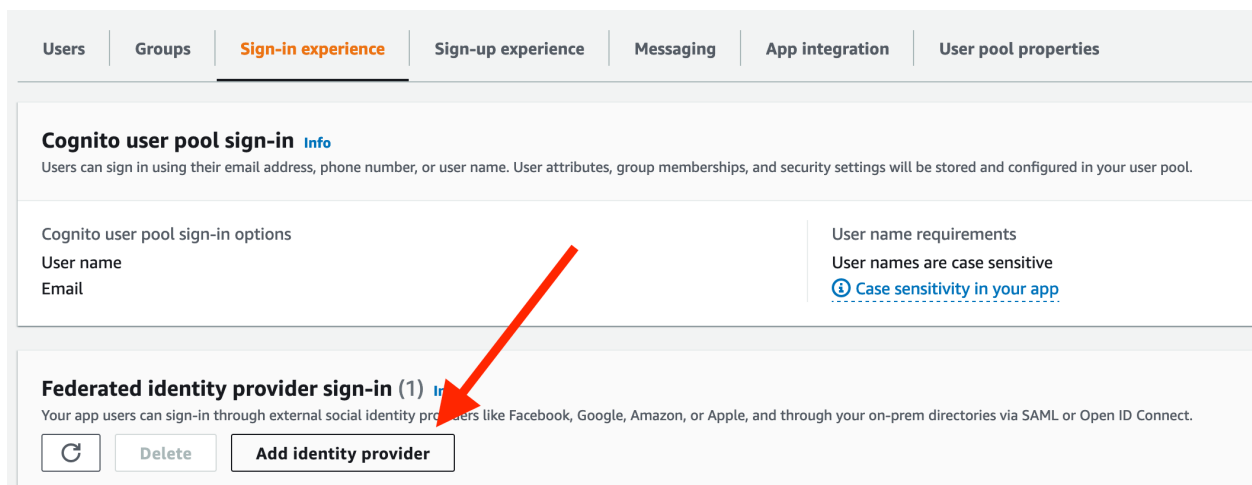 Users Groups Sign-in experience Sign-up experience Messaging App integration User pool properties
Cognito user pool sign-in Info
Users can sign in using their email address, phone number, or user name. User attributes, group memberships, and security settings will be stored and configured in your user pool.
Cognito user pool sign-in options
User name
Email
User name requirements
User names are case sensitive
Case sensitivity in your app
Federated identity provider sign-in (1)
Your app users can sign-in through external social identity providers like Facebook, Google, Amazon, or Apple, and through your on-prem directories via SAML or Open ID Connect.
Delete Add identity provider